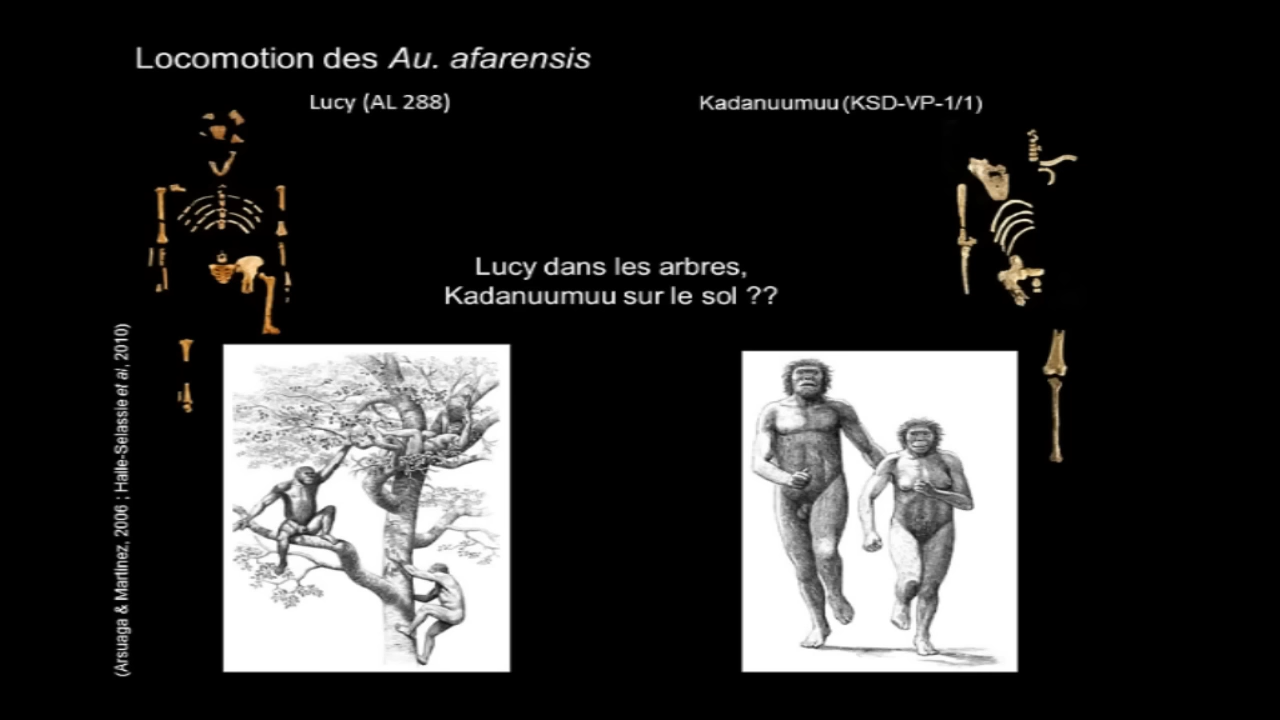 Locomotion des Au. afarensis
Lucy (AL 288)
Kadanuumuu (KSD-VP-1/1)
Lucy dans les arbres,
Kadanuumuu sur le sol ??
(Arsuaga & Martinez, 2006 ; Haile-Selassie et al, 2010)